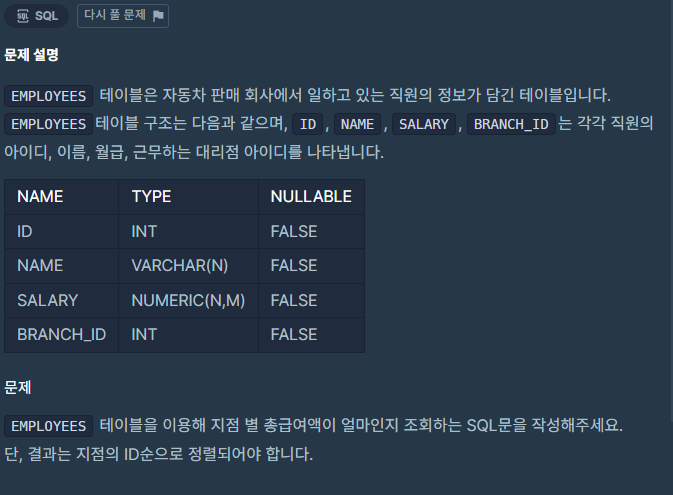 SQL 다시 풀 문제
문제 설명
EMPLOYEES 테이블은 자동차 판매 회사에서 일하고 있는 직원의 정보가 담긴 테이블입니다.
EMPLOYEES 테이블 구조는 다음과 같으며, ID , NAME , SALARY , BRANCH_ID 는 각각 직원의
아이디, 이름, 월급, 근무하는 대리점 아이디를 나타냅니다.
NAME TYPE NULLABLE
ID INT FALSE
NAME VARCHAR(N) FALSE
SALARY NUMERIC(N,M) FALSE
BRANCH_ID INT FALSE
문제
EMPLOYEES 테이블을 이용해 지점 별 총급여액이 얼마인지 조회하는 SQL문을 작성해주세요.
단, 결과는 지점의 ID순으로 정렬되어야 합니다.